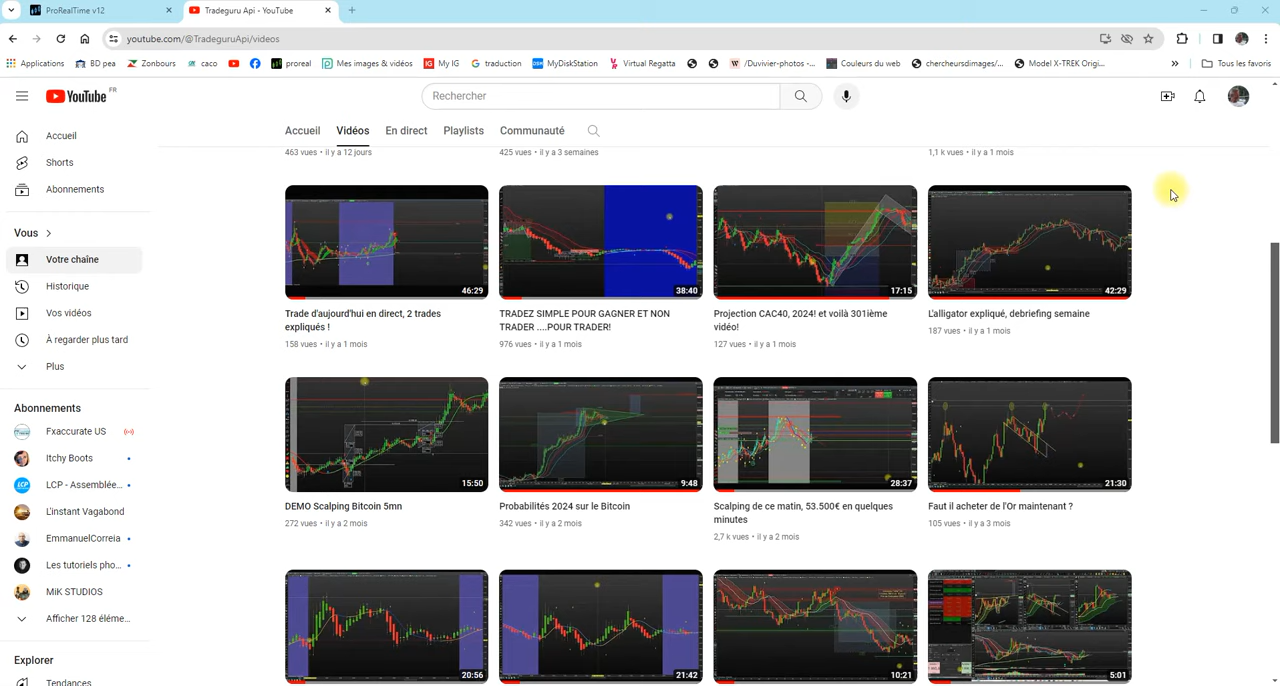 ProRealTime v12
Tradeguru Api - YouTube
youtube.com/@TradeguruApi/videos
Applications
BD pea
Zonbours
caco
proreal
Mes images & vidéos
My IG
traduction
MyDiskStation
Virtual Regatta
/Duvivier-photos -...
Couleurs du web
chercheursdimages/...
Model X-TREK Origi...
Tous les favoris
YouTube FR
Rechercher
Accueil
Vidéos
En direct
Playlists
Communauté
463 vues • il y a 12 jours
425 vues • il y a 3 semaines
1,1 k vues • il y a 1 mois
Accueil
Shorts
Abonnements
Vous
Votre chaîne
Historique
Vos vidéos
À regarder plus tard
Plus
Abonnements
Fxaccurate US
Itchy Boots
LCP - Assemblée...
L'instant Vagabond
EmmanuelCorreia
Les tutoriels pho...
MiK STUDIOS
Afficher 128 éléme...
Explorer
Tendances
46:29
Trade d'aujourd'hui en direct, 2 trades
expliqués !
158 vues • il y a 1 mois
38:40
TRADEZ SIMPLE POUR GAGNER ET NON
TRADER ....POUR TRADER!
976 vues • il y a 1 mois
17:15
Projection CAC40, 2024! et voilà 301ième
vidéo!
127 vues • il y a 1 mois
42:29
L'alligator expliqué, debriefing semaine
187 vues • il y a 1 mois
15:50
DEMO Scalping Bitcoin 5mn
272 vues • il y a 2 mois
9:48
Probabilités 2024 sur le Bitcoin
342 vues • il y a 2 mois
28:37
Scalping de ce matin, 53.500€ en quelques
minutes
2,7 k vues • il y a 2 mois
21:30
Faut il acheter de l'Or maintenant ?
105 vues • il y a 3 mois
20:56
21:42
10:21
5:01